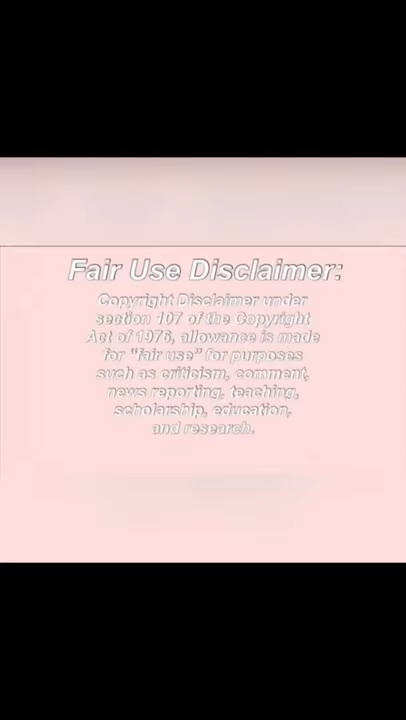 Fair Use Disclaimer:
Copyright Disclaimer under
section 107 of the Copyright
Act of 1976, allowance is made
for "fair use" for purposes
such as criticism, comment,
news reporting, teaching,
scholarship, education,
and research.